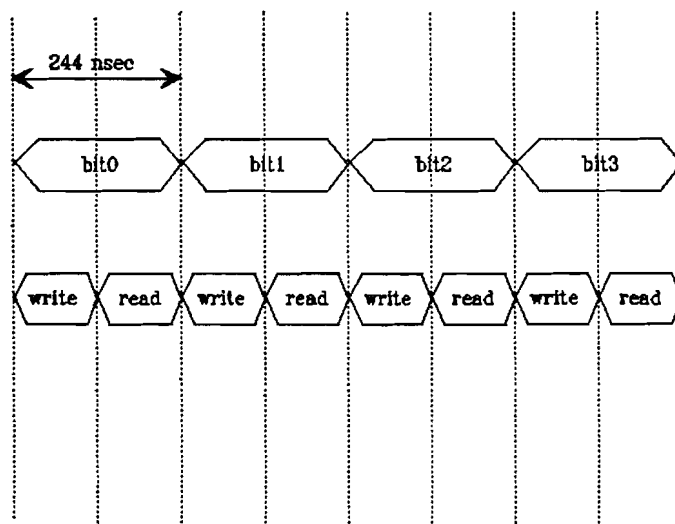 244 nsec
bit0 bit1 bit2 bit3
write read write read write read write read